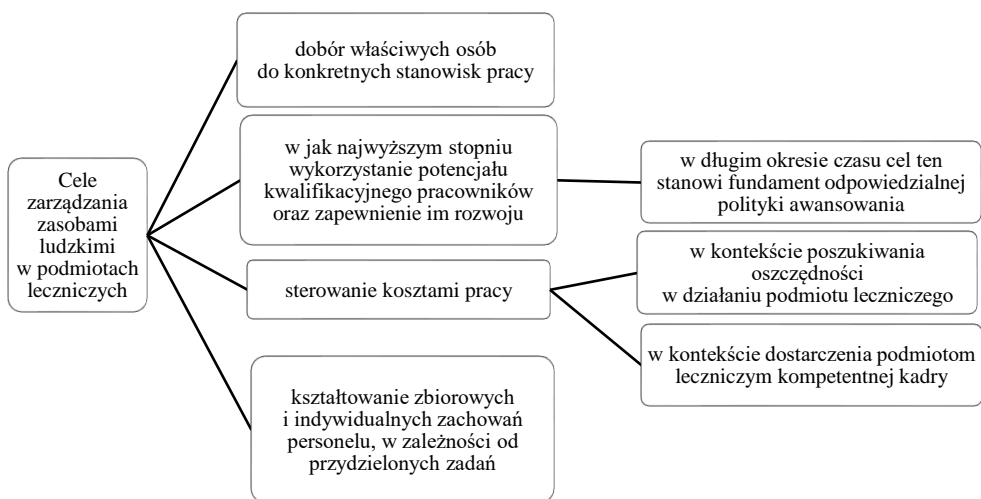 Cele
zarządzania
zasobami
ludzkimi
w podmiotach
leczniczych
dobór właściwych osób
do konkretnych stanowisk pracy
w jak najwyższym stopniu
wykorzystanie potencjału
kwalifikacyjnego pracowników
oraz zapewnienie im rozwoju
w długim okresie czasu cel ten
stanowi fundament odpowiedzialnej
polityki awansowania
sterowanie kosztami pracy
w kontekście poszukiwania
oszczędności
w działaniu podmiotu leczniczego
w kontekście dostarczenia podmiotom
leczniczym kompetentnej kadry
kształtowanie zbiorowych
i indywidualnych zachowań
personelu, w zależności od
przydzielonych zadań